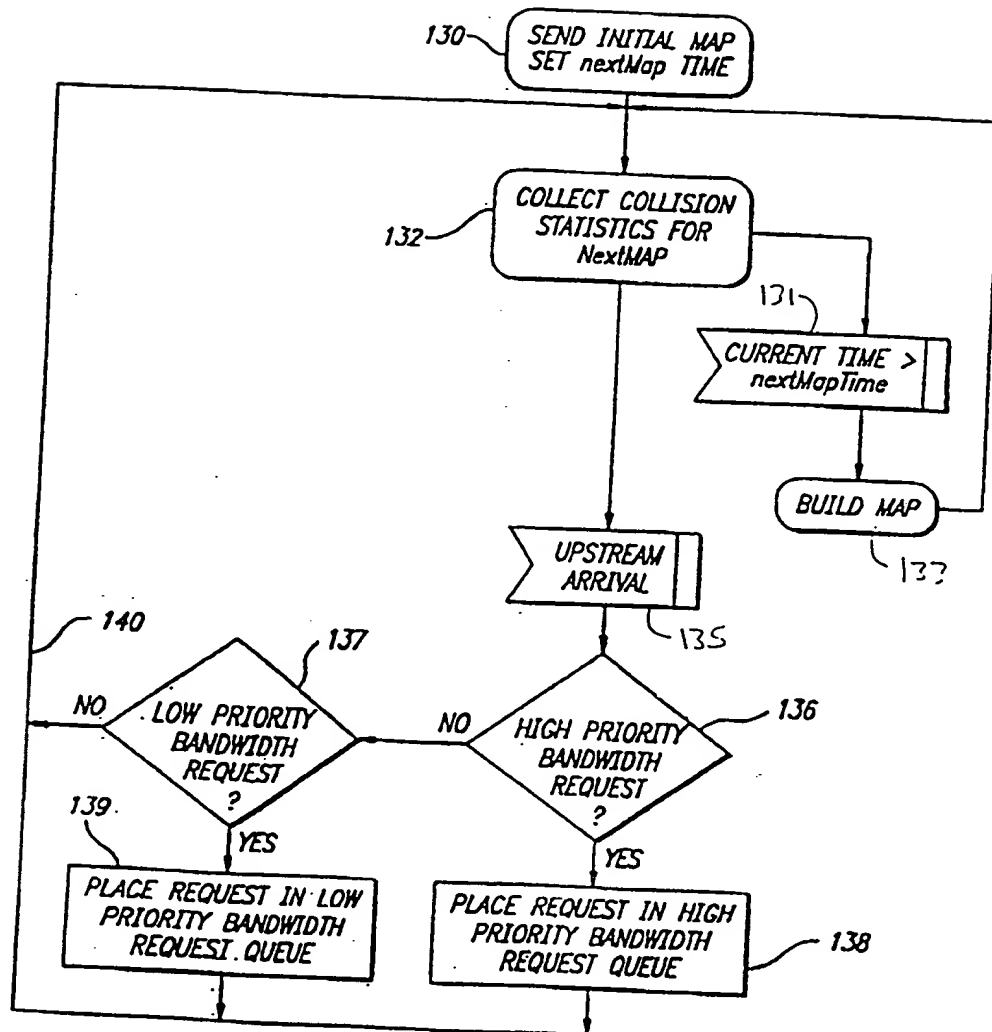 130
SEND INITIAL MAP
SET nextMap TIME
132
COLLECT COLLISION
STATISTICS FOR
NextMAP
131
CURRENT TIME >
nextMapTime
BUILD MAP
133
UPSTREAM
ARRIVAL
135
140
137
136
NO
LOW PRIORITY
BANDWIDTH
REQUEST
?
NO
HIGH PRIORITY
BANDWIDTH
REQUEST
?
139
YES
YES
PLACE REQUEST IN LOW
PRIORITY BANDWIDTH
REQUEST QUEUE
PLACE REQUEST IN HIGH
PRIORITY BANDWIDTH
REQUEST QUEUE
138